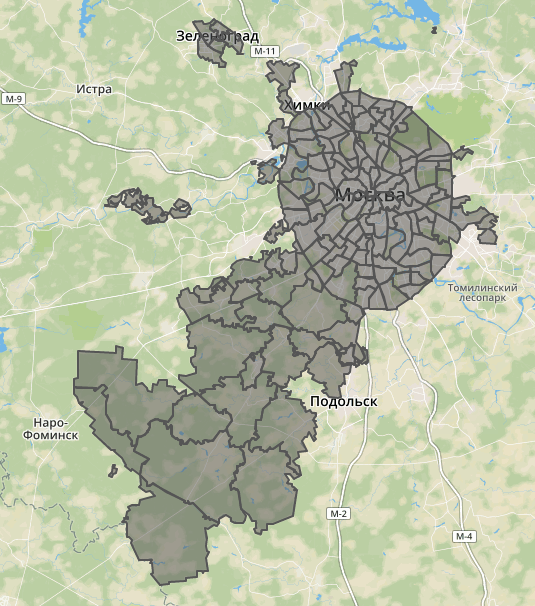 Зеленоград
М-11
Истра
М-9
Химки
Москва
Томилинский
лесопарк
Подольск
Наро-
Фоминск
М-2
М-4